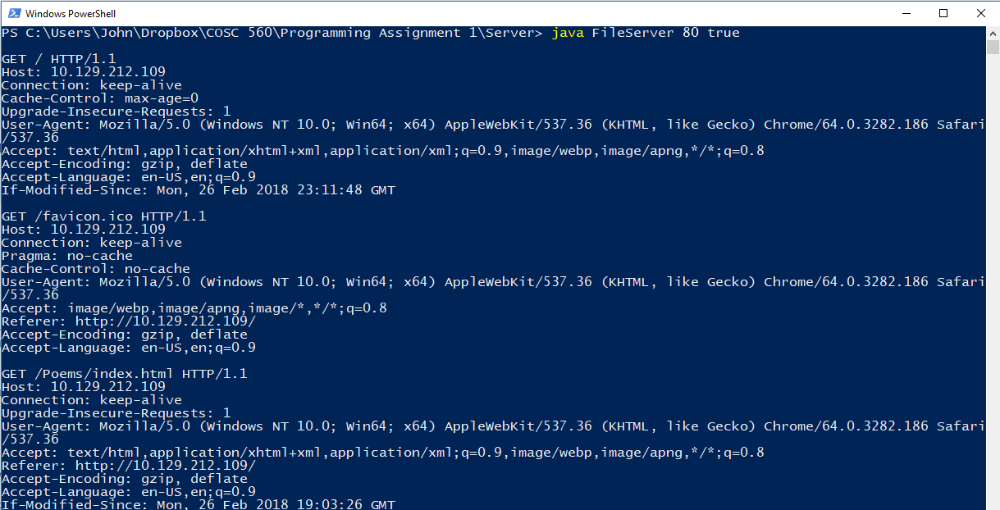 Windows PowerShell
PS C:\Users\John\Dropbox\COSC 560\Programming Assignment 1\Server> java FileServer 80 true
GET / HTTP/1.1
Host: 10.129.212.109
Connection: keep-alive
Cache-Control: max-age=0
Upgrade-Insecure-Requests: 1
User-Agent: Mozilla/5.0 (Windows NT 10.0; Win64; x64) AppleWebKit/537.36 (KHTML, like Gecko) Chrome/64.0.3282.186 Safari
/537.36
Accept: text/html,application/xhtml+xml,application/xml;q=0.9,image/webp,image/apng,*/*;q=0.8
Accept-Encoding: gzip, deflate
Accept-Language: en-US,en;q=0.9
If-Modified-Since: Mon, 26 Feb 2018 23:11:48 GMT
GET /favicon.ico HTTP/1.1
Host: 10.129.212.109
Connection: keep-alive
Pragma: no-cache
Cache-Control: no-cache
User-Agent: Mozilla/5.0 (Windows NT 10.0; Win64; x64) AppleWebKit/537.36 (KHTML, like Gecko) Chrome/64.0.3282.186 Safari
/537.36
Accept: image/webp,image/apng,image/*,*/*;q=0.8
Referer: http://10.129.212.109/
Accept-Encoding: gzip, deflate
Accept-Language: en-US,en;q=0.9
GET /Poems/index.html HTTP/1.1
Host: 10.129.212.109
Connection: keep-alive
Upgrade-Insecure-Requests: 1
User-Agent: Mozilla/5.0 (Windows NT 10.0; Win64; x64) AppleWebKit/537.36 (KHTML, like Gecko) Chrome/64.0.3282.186 Safari
/537.36
Accept: text/html,application/xhtml+xml,application/xml;q=0.9,image/webp,image/apng,*/*;q=0.8
Referer: http://10.129.212.109/
Accept-Encoding: gzip, deflate
Accept-Language: en-US,en;q=0.9
If-Modified-Since: Mon, 26 Feb 2018 19:03:26 GMT